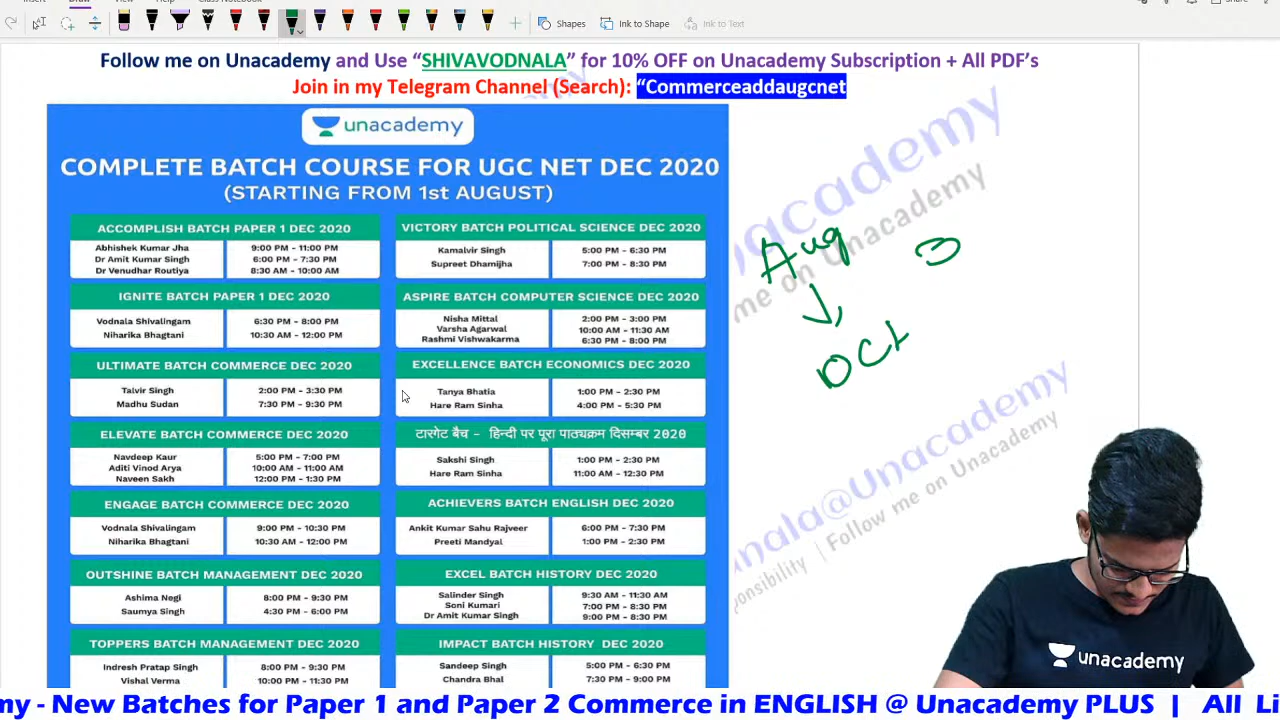 Draw
Shapes
Ink to Shape
Ink to Text
Follow me on Unacademy and Use “SHIVAVODNALA” for 10% OFF on Unacademy Subscription + All PDF’s
Join in my Telegram Channel (Search): “Commerceaddaugcnet
unacademy
COMPLETE BATCH COURSE FOR UGC NET DEC 2020
(STARTING FROM 1st AUGUST)
ACCOMPLISH BATCH PAPER 1 DEC 2020
Abhishek Kumar Jha 9:00 PM - 11:00 PM
Dr Amit Kumar Singh 6:00 PM - 7:30 PM
Dr Venudhar Routiya 8:30 AM - 10:00 AM
IGNITE BATCH PAPER 1 DEC 2020
Vodnala Shivalingam 6:30 PM - 8:00 PM
Niharika Bhagtani 10:30 AM - 12:00 PM
ULTIMATE BATCH COMMERCE DEC 2020
Talvir Singh 2:00 PM - 3:30 PM
Madhu Sudan 7:30 PM - 9:30 PM
ELEVATE BATCH COMMERCE DEC 2020
Navdeep Kaur 5:00 PM - 7:00 PM
Aditi Vinod Arya 10:00 AM - 11:00 AM
Naveen Sakh 12:00 PM - 1:30 PM
ENGAGE BATCH COMMERCE DEC 2020
Vodnala Shivalingam 9:00 PM - 10:30 PM
Niharika Bhagtani 10:30 AM - 12:00 PM
OUTSHINE BATCH MANAGEMENT DEC 2020
Ashima Negi 8:00 PM - 9:30 PM
Saumya Singh 4:30 PM - 6:00 PM
TOPPERS BATCH MANAGEMENT DEC 2020
Indresh Pratap Singh 8:00 PM - 9:30 PM
Vishal Verma 10:00 PM - 11:30 PM
VICTORY BATCH POLITICAL SCIENCE DEC 2020
Kamalvir Singh 5:00 PM - 6:30 PM
Supreet Dhamijha 7:00 PM - 8:30 PM
ASPIRE BATCH COMPUTER SCIENCE DEC 2020
Nisha Mittal 2:00 PM - 3:00 PM
Varsha Agarwal 10:00 AM - 11:30 AM
Rashmi Vishwakarma 6:30 PM - 8:00 PM
EXCELLENCE BATCH ECONOMICS DEC 2020
Tanya Bhatia 1:00 PM - 2:30 PM
Hare Ram Sinha 4:00 PM - 5:30 PM
टारगेट बैच - हिन्दी पर पूरा पाठ्यक्रम दिसम्बर 2020
Sakshi Singh 1:00 PM - 2:30 PM
Hare Ram Sinha 11:00 AM - 12:30 PM
ACHIEVERS BATCH ENGLISH DEC 2020
Ankit Kumar Sahu Rajveer 6:00 PM - 7:30 PM
Preeti Mandyal 1:00 PM - 2:30 PM
EXCEL BATCH HISTORY DEC 2020
Salinder Singh 9:30 AM - 11:30 AM
Soni Kumari 7:00 PM - 8:30 PM
Dr Amit Kumar Singh 9:00 PM - 8:30 PM
IMPACT BATCH HISTORY DEC 2020
Sandeep Singh 5:00 PM - 6:30 PM
Chandra Bhal 7:30 PM - 9:00 PM
Aug 3
Oct
Unacademy
me on Unacademy
nala@Unacademy
onsibility | Follow me on Unacademy
unacademy
my - New Batches for Paper 1 and Paper 2 Commerce in ENGLISH @ Unacademy PLUS | All Li